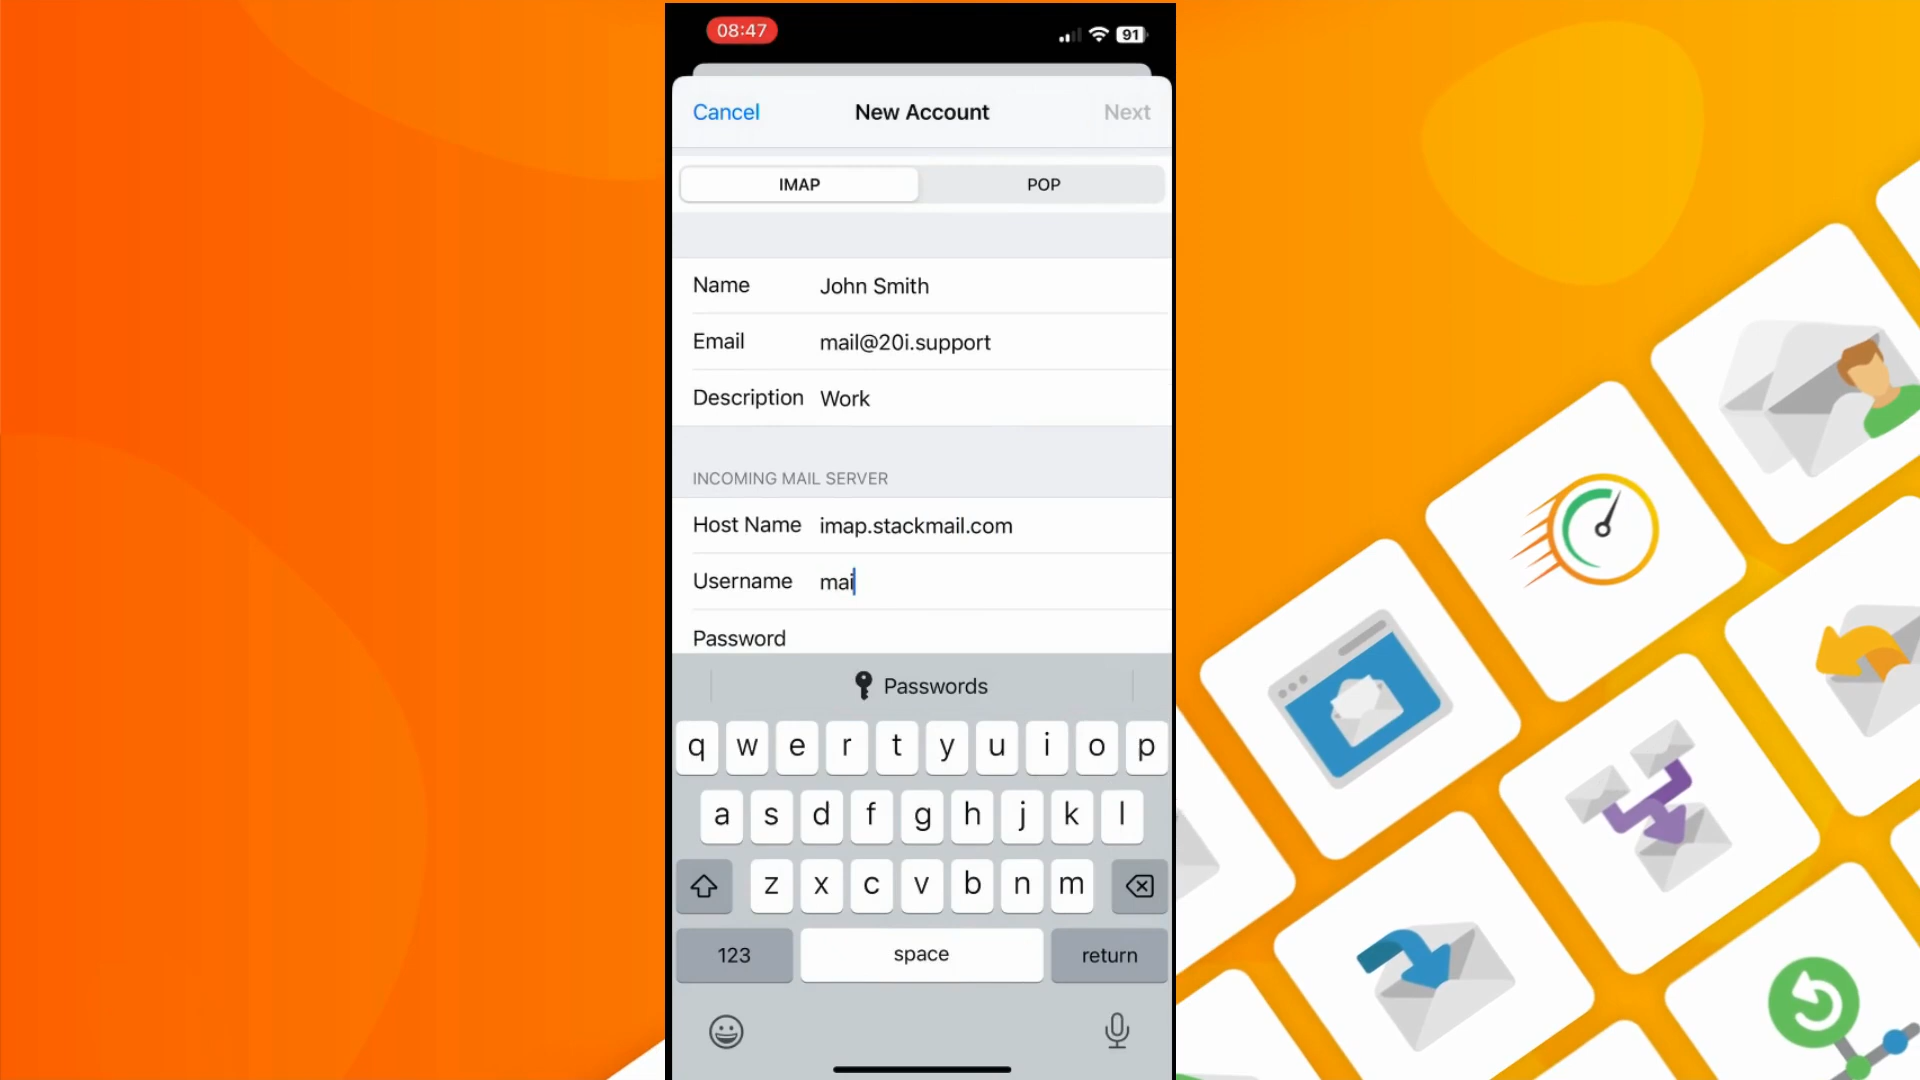 08:47
91
Cancel New Account Next
IMAP POP
Name John Smith
Email mail@20i.support
Description Work
INCOMING MAIL SERVER
Host Name imap.stackmail.com
Username mai
Password
Passwords
q w e r t y u i o p
a s d f g h j k l
z x c v b n m
123 space return